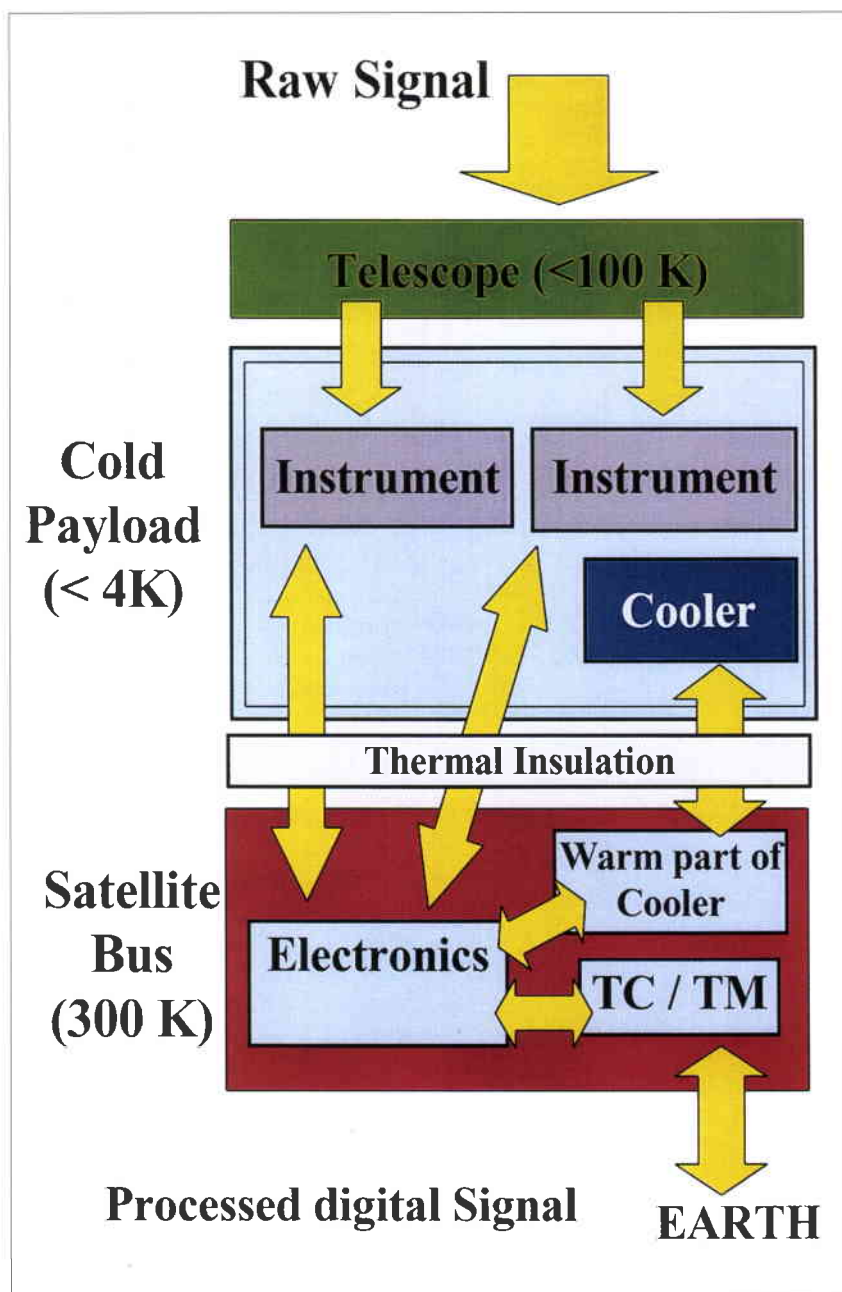 Raw Signal
Telescope (<100 K)
Cold
Payload
(< 4K)
Instrument
Instrument
Cooler
Thermal Insulation
Satellite
Bus
(300 K)
Warm part of
Cooler
Electronics
TC / TM
Processed digital Signal
EARTH